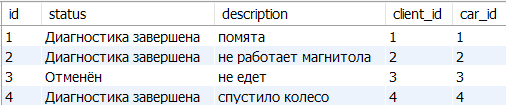 id status description client_id car_id
1 Диагностика завершена помята 1 1
2 Диагностика завершена не работает магнитола 2 2
3 Отменён не едет 3 3
4 Диагностика завершена спустило колесо 4 4